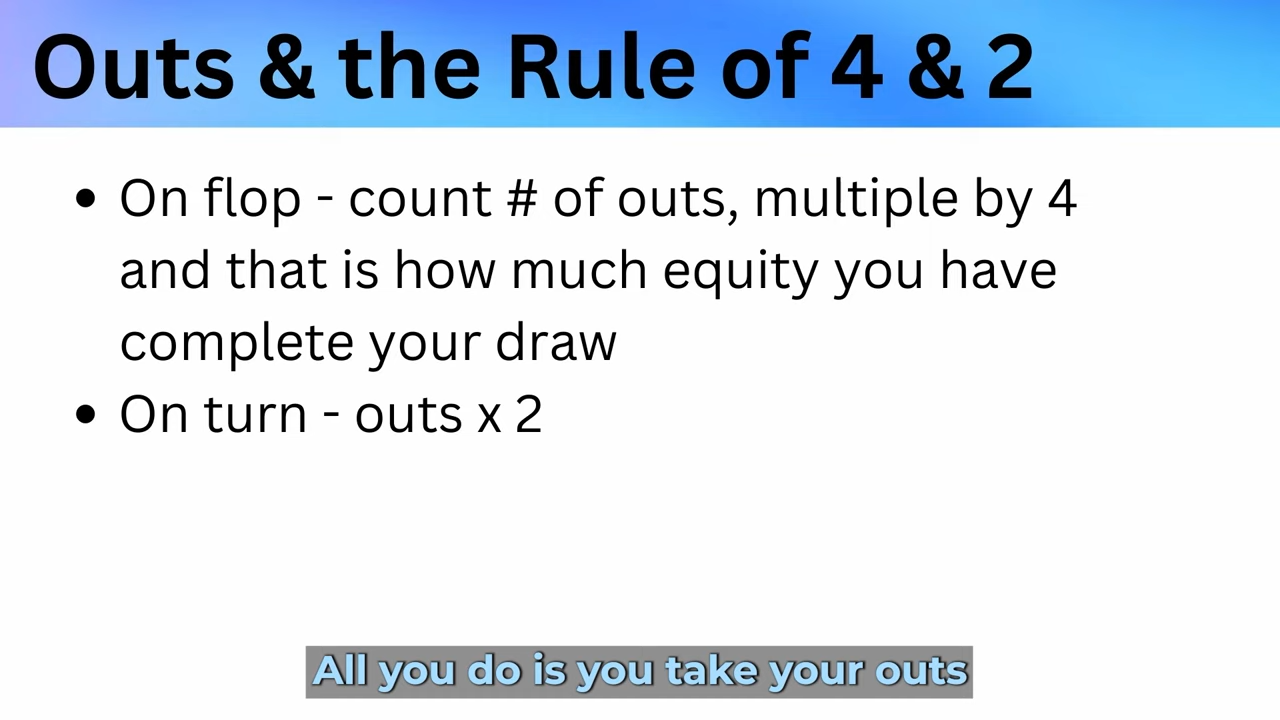 Outs & the Rule of 4 & 2
• On flop - count # of outs, multiple by 4
and that is how much equity you have
complete your draw
• On turn - outs x 2
All you do is you take your outs